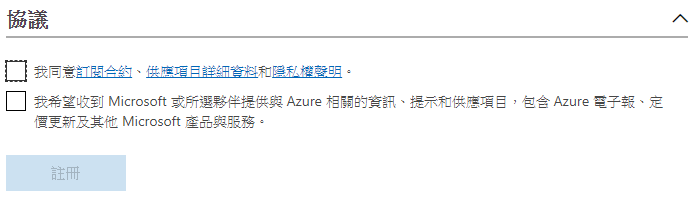 協議
我同意訂閱合約、供應項目詳細資料和隱私權聲明。
我希望收到 Microsoft 或所選夥伴提供與 Azure 相關的資訊、提示和供應項目，包含 Azure 電子報、定
價更新及其他 Microsoft 產品與服務。
註冊